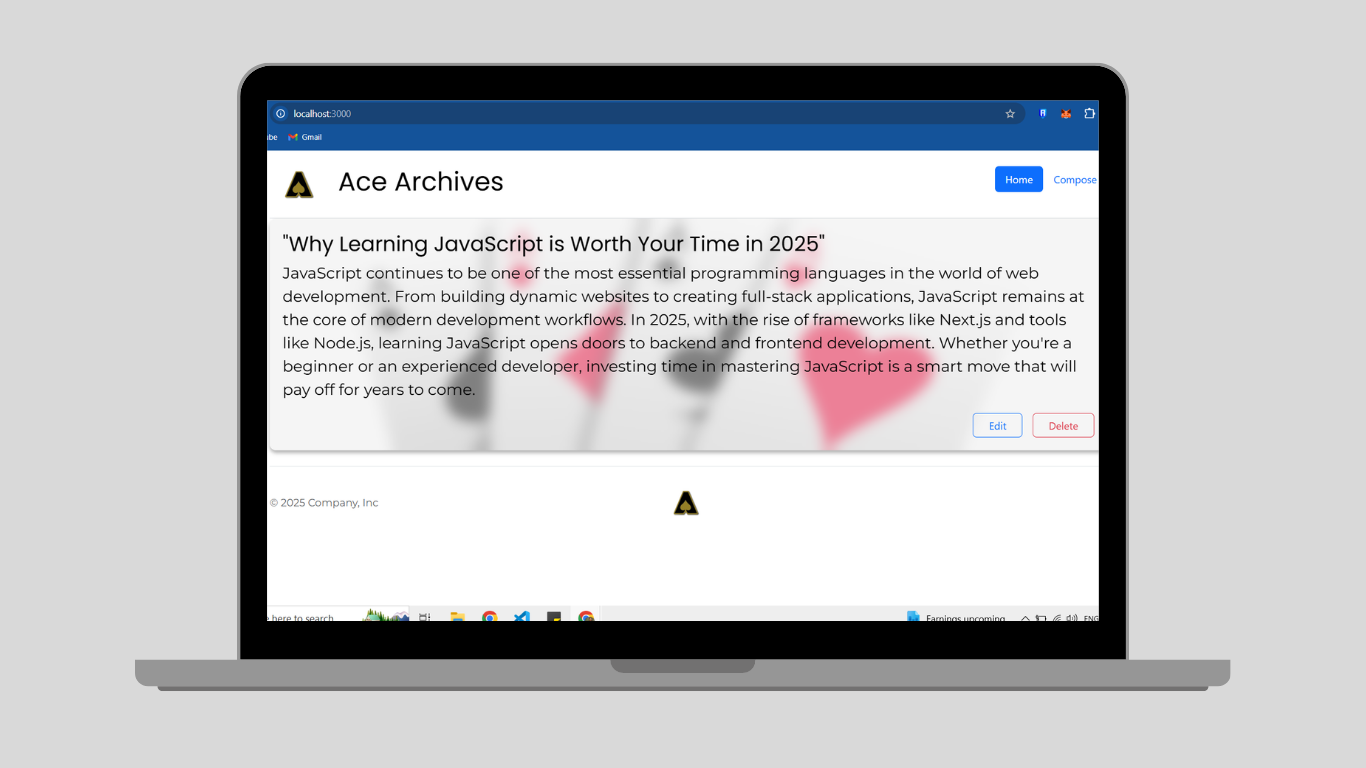 localhost:3000
be Gmail
Ace Archives
Home Compose
"Why Learning JavaScript is Worth Your Time in 2025"
JavaScript continues to be one of the most essential programming languages in the world of web
development. From building dynamic websites to creating full-stack applications, JavaScript remains at
the core of modern development workflows. In 2025, with the rise of frameworks like Next.js and tools
like Node.js, learning JavaScript opens doors to backend and frontend development. Whether you're a
beginner or an experienced developer, investing time in mastering JavaScript is a smart move that will
pay off for years to come.
Edit Delete
© 2025 Company, Inc
here to search
Earnings upcoming
ENG